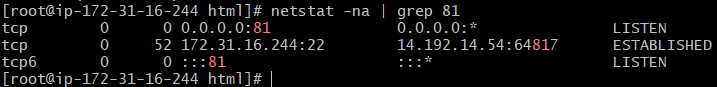 [root@ip-172-31-16-244 html]# netstat -na | grep 81
tcp        0      0 0.0.0.0:81              0.0.0.0:*               LISTEN
tcp        0     52 172.31.16.244:22        14.192.14.54:64817      ESTABLISHED
tcp6       0      0 :::81                   :::*                    LISTEN
[root@ip-172-31-16-244 html]#